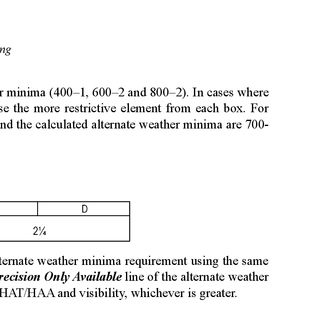 ng
r minima (400–1, 600–2 and 800–2). In cases where
se the more restrictive element from each box. For
nd the calculated alternate weather minima are 700-
D
2¼
ternate weather minima requirement using the same
recision Only Available line of the alternate weather
HAT/HAA and visibility, whichever is greater.